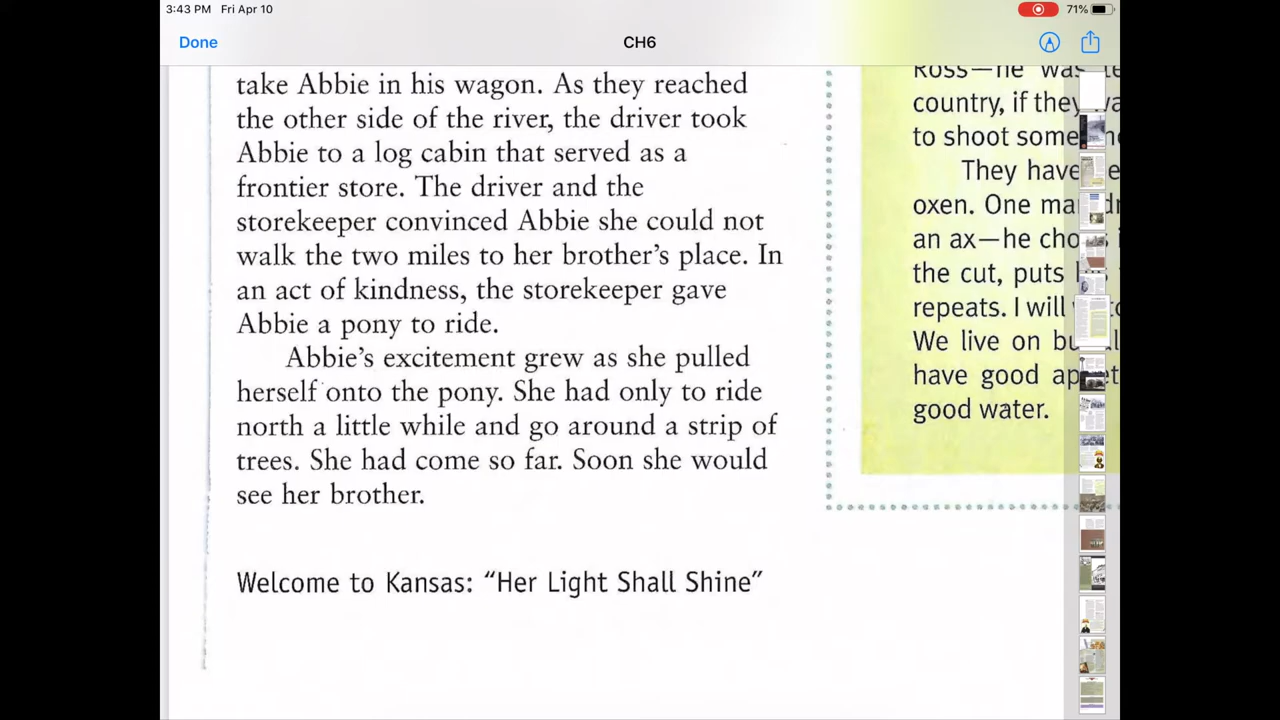 3:43 PM Fri Apr 10
71%
Done
CH6
take Abbie in his wagon. As they reached
the other side of the river, the driver took
Abbie to a log cabin that served as a
frontier store. The driver and the
storekeeper convinced Abbie she could not
walk the two miles to her brother’s place. In
an act of kindness, the storekeeper gave
Abbie a pony to ride.
Abbie’s excitement grew as she pulled
herself onto the pony. She had only to ride
north a little while and go around a strip of
trees. She had come so far. Soon she would
see her brother.
Welcome to Kansas: “Her Light Shall Shine”
Ross—he was
country, if they
to shoot some
They have
oxen. One
an ax—he
the cut, puts
repeats. I will
We live on
have good
good water.